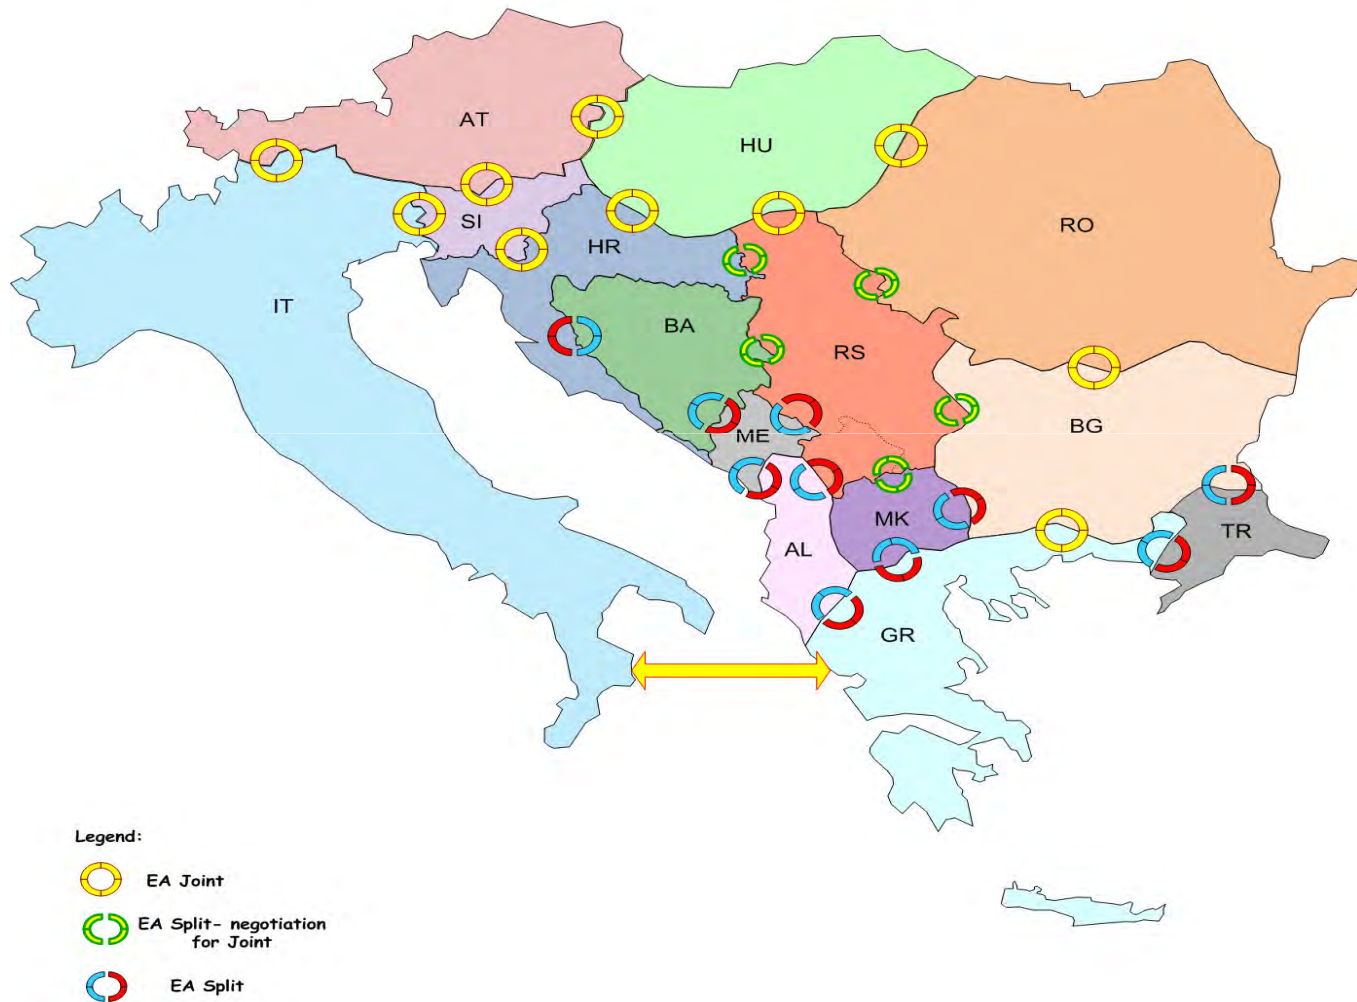 AT
HU
SI
RO
HR
IT
BA
RS
BG
ME
MK
TR
AL
GR
Legend:
EA Joint
EA Split- negotiation
for Joint
EA Split